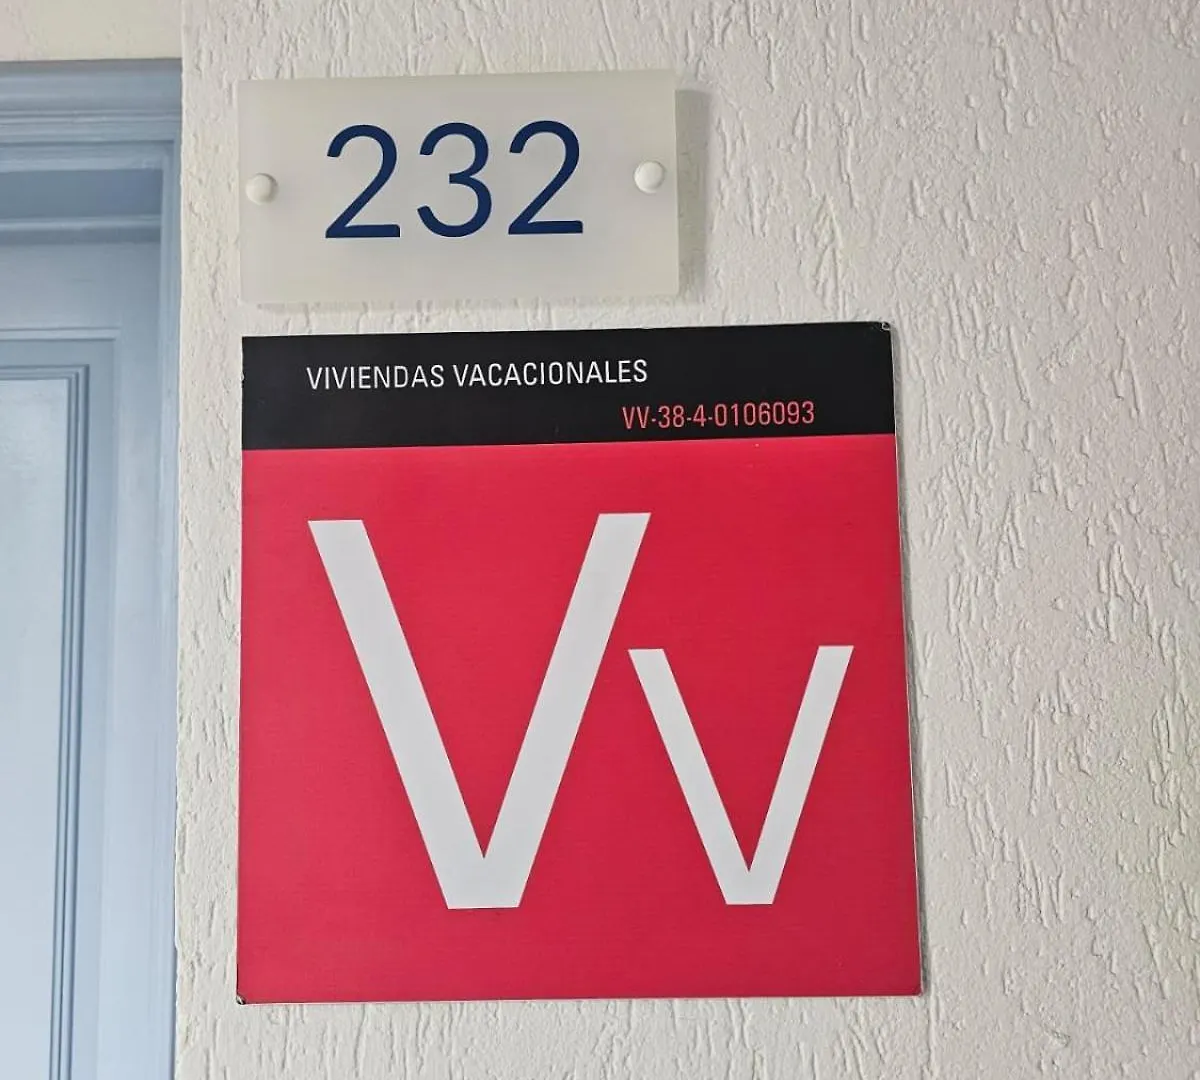 232
VIVIENDAS VACACIONALES
VV-38-4-0106093
Vv